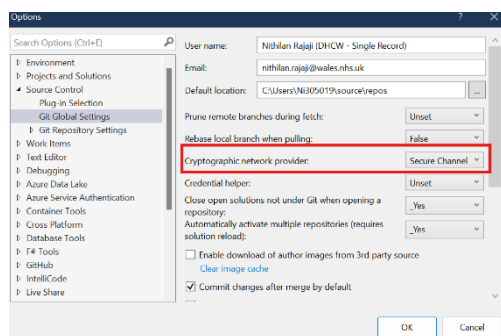 Options
?
Search Options (Ctrl+E)
Environment
Projects and Solutions
Source Control
Plug-in Selection
Git Global Settings
Git Repository Settings
Work Items
Text Editor
Debugging
Azure Data Lake
Azure Service Authentication
Container Tools
Cross Platform
Database Tools
F# Tools
GitHub
IntelliCode
Live Share
User name: Nithilan Rajaji (DHCW - Single Record)
Email: nithilan.rajaji@wales.nhs.uk
Default location: C:\Users\Ni305019\source\repos ...
Prune remote branches during fetch: Unset
Rebase local branch when pulling: False
Cryptographic network provider: Secure Channel
Credential helper: Unset
Close open solutions not under Git when opening a repository: _Yes
Automatically activate multiple repositories (requires solution reload): _Yes
Enable download of author images from 3rd party source
Clear image cache
Commit changes after merge by default
OK
Cancel